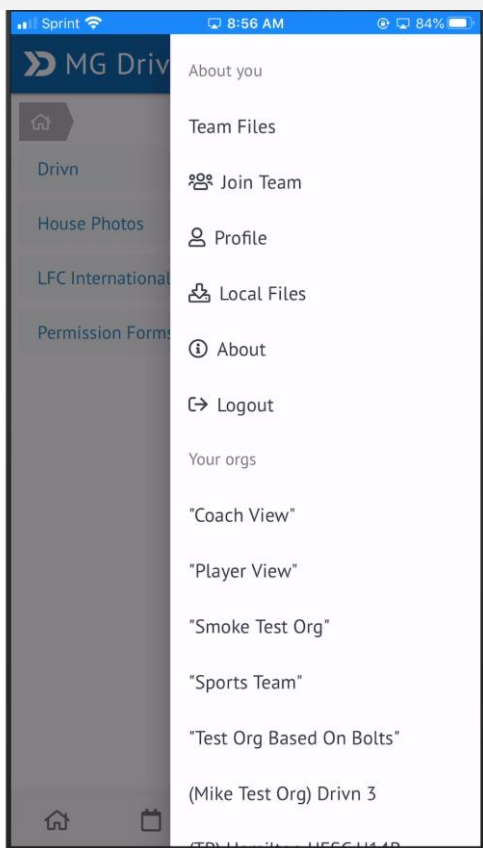 Sprint 8:56 AM 84%
MG Driv
About you
Team Files
Join Team
Drivn
Profile
House Photos
LFC International
Local Files
Permission Forms
About
Logout
Your orgs
"Coach View"
"Player View"
"Smoke Test Org"
"Sports Team"
"Test Org Based On Bolts"
(Mike Test Org) Drivn 3
(TP) Hamilton